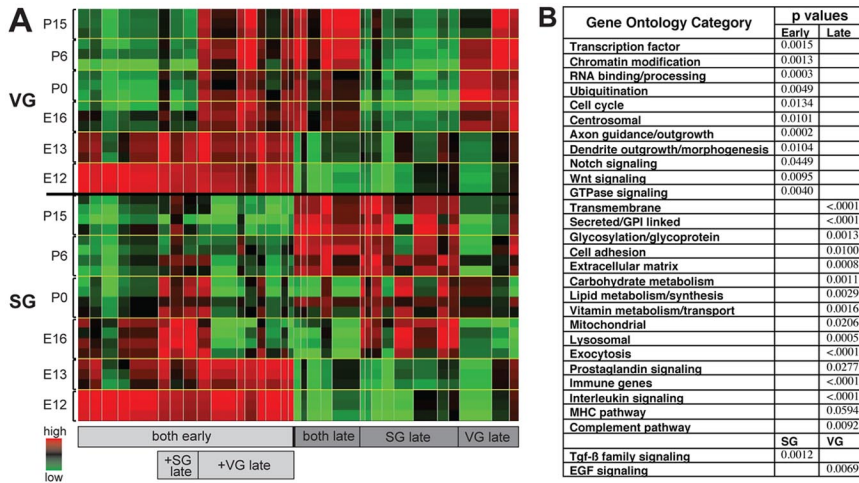 A
VG
P15
P6
P0
E16
E13
E12
SG
P15
P6
P0
E16
E13
E12
high
low
both early
both late
SG late
VG late
+SG late
+VG late
B
Gene Ontology Category p values
Early Late
Transcription factor 0.0015
Chromatin modification 0.0013
RNA binding/processing 0.0003
Ubiquitination 0.0049
Cell cycle 0.0134
Centrosomal 0.0101
Axon guidance/outgrowth 0.0002
Dendrite outgrowth/morphogenesis 0.0104
Notch signaling 0.0449
Wnt signaling 0.0095
GTPase signaling 0.0040
Transmembrane <.0001
Secreted/GPI linked <.0001
Glycosylation/glycoprotein 0.0013
Cell adhesion 0.0100
Extracellular matrix 0.0008
Carbohydrate metabolism 0.0011
Lipid metabolism/synthesis 0.0029
Vitamin metabolism/transport 0.0016
Mitochondrial 0.0206
Lysosomal 0.0005
Exocytosis <.0001
Prostaglandin signaling 0.0277
Immune genes <.0001
Interleukin signaling <.0001
MHC pathway 0.0594
Complement pathway 0.0092
SG VG
Tgf-ß family signaling 0.0012
EGF signaling 0.0069